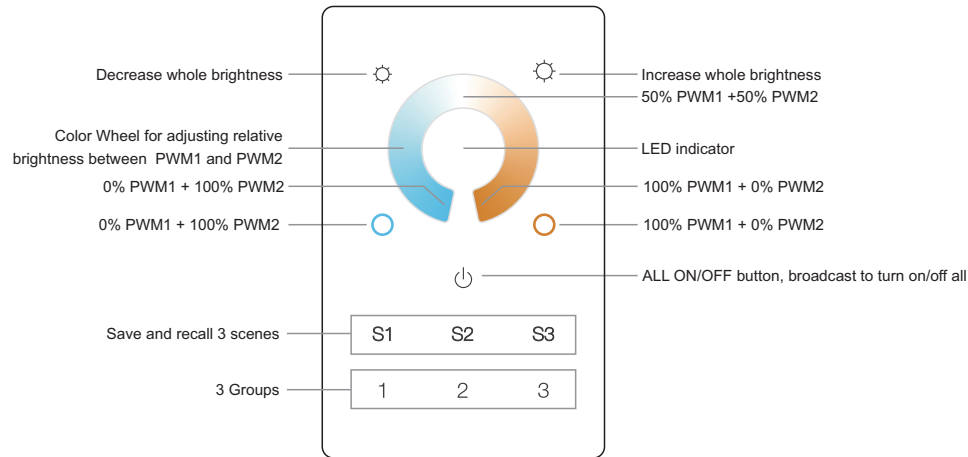 Decrease whole brightness
Increase whole brightness
50% PWM1 +50% PWM2
Color Wheel for adjusting relative
brightness between PWM1 and PWM2
LED indicator
0% PWM1 + 100% PWM2
100% PWM1 + 0% PWM2
0% PWM1 + 100% PWM2
100% PWM1 + 0% PWM2
ALL ON/OFF button, broadcast to turn on/off all
Save and recall 3 scenes
S1 S2 S3
3 Groups
1 2 3